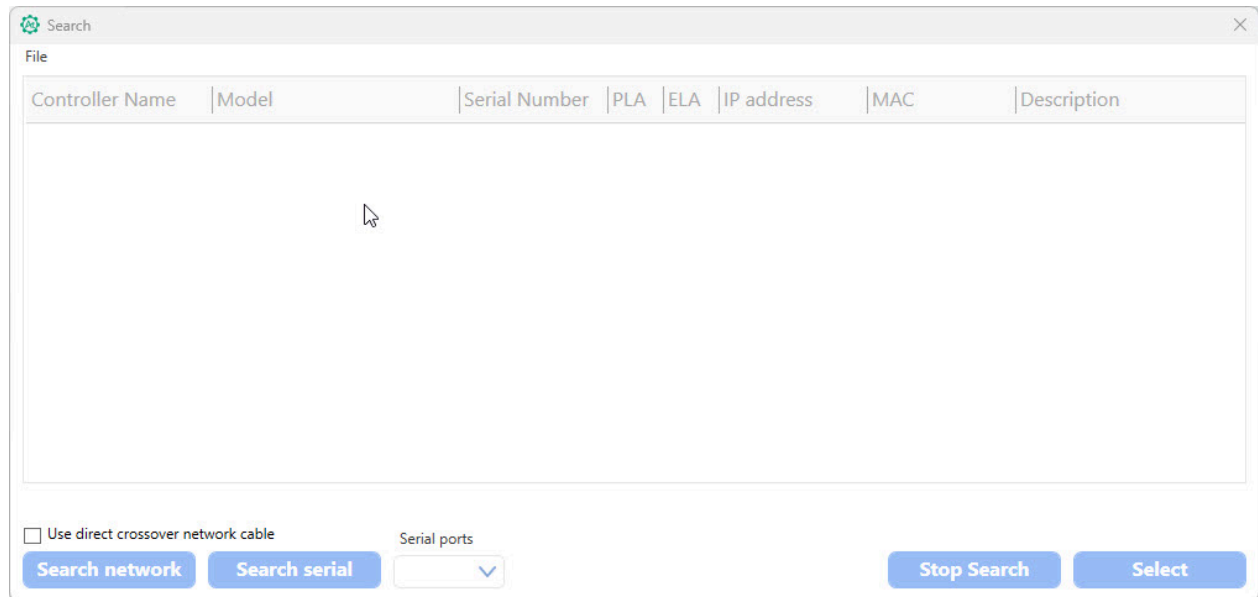 Search
File
Controller Name Model Serial Number PLA ELA IP address MAC Description
Use direct crossover network cable
Serial ports
Search network Search serial Stop Search Select